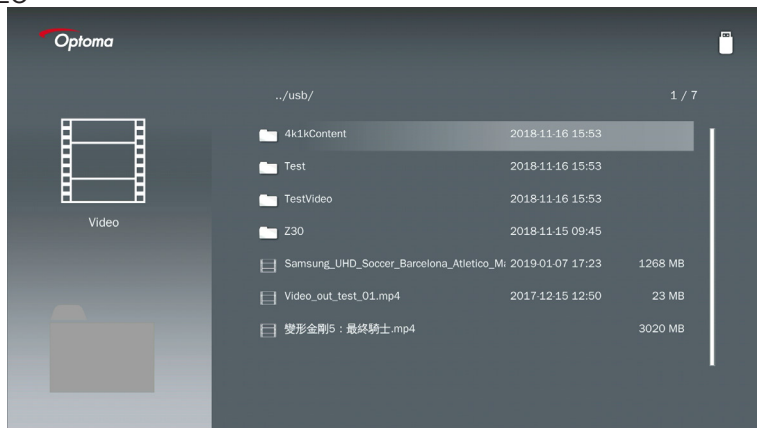 Optoma
../usb/ 1 / 7
4k1kContent 2018-11-16 15:53
Test 2018-11-16 15:53
TestVideo 2018-11-16 15:53
Video
Z30 2018-11-15 09:45
Samsung_UHD_Soccer_Barcelona_Atletico_M 2019-01-07 17:23 1268 MB
Video_out_test_01.mp4 2017-12-15 12:50 23 MB
變形金剛5：最終騎士.mp4 3020 MB